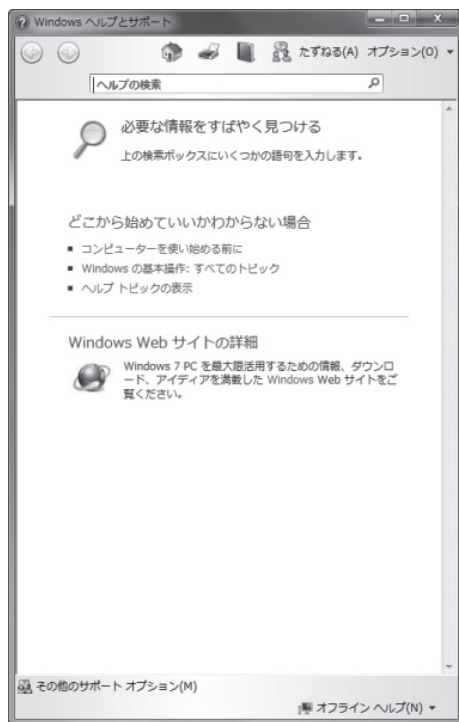 Windows ヘルプとサポート
たずねる(A) オプション(O)
ヘルプの検索
必要な情報をすばやく見つける
上の検索ボックスにいくつかの語句を入力します。
どこから始めていいかわからない場合
コンピューターを使い始める前に
Windows の基本操作: すべてのトピック
ヘルプ トピックの表示
Windows Web サイトの詳細
Windows 7 PC を最大限活用するための情報、ダウンロ
ード、アイディアを満載した Windows Web サイトをご
覧ください。
その他のサポート オプション(M)
オフライン ヘルプ(N)